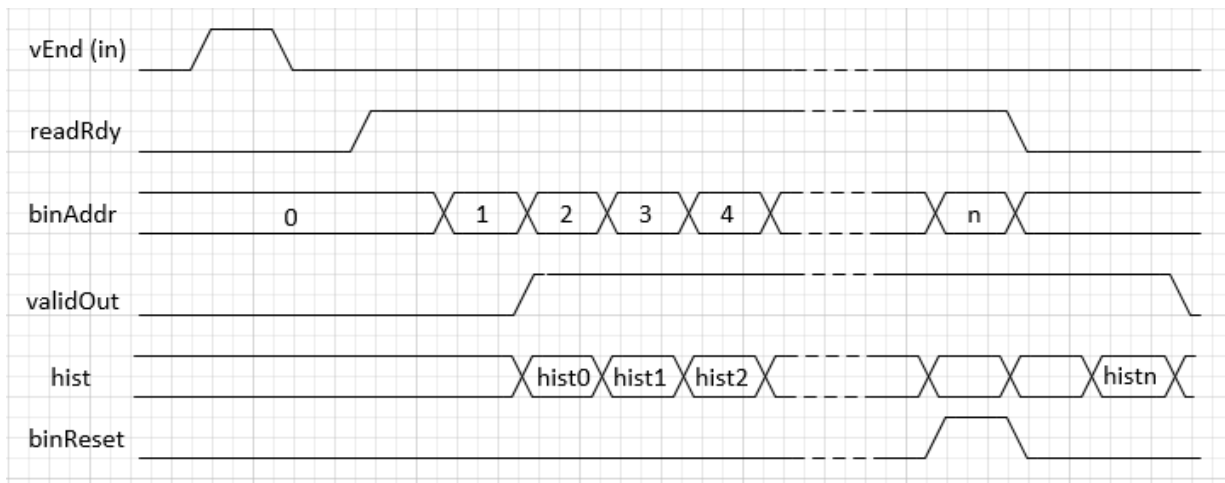 vEnd (in)
readRdy
binAddr 0 1 2 3 4 n
validOut
hist hist0 hist1 hist2 histn
binReset